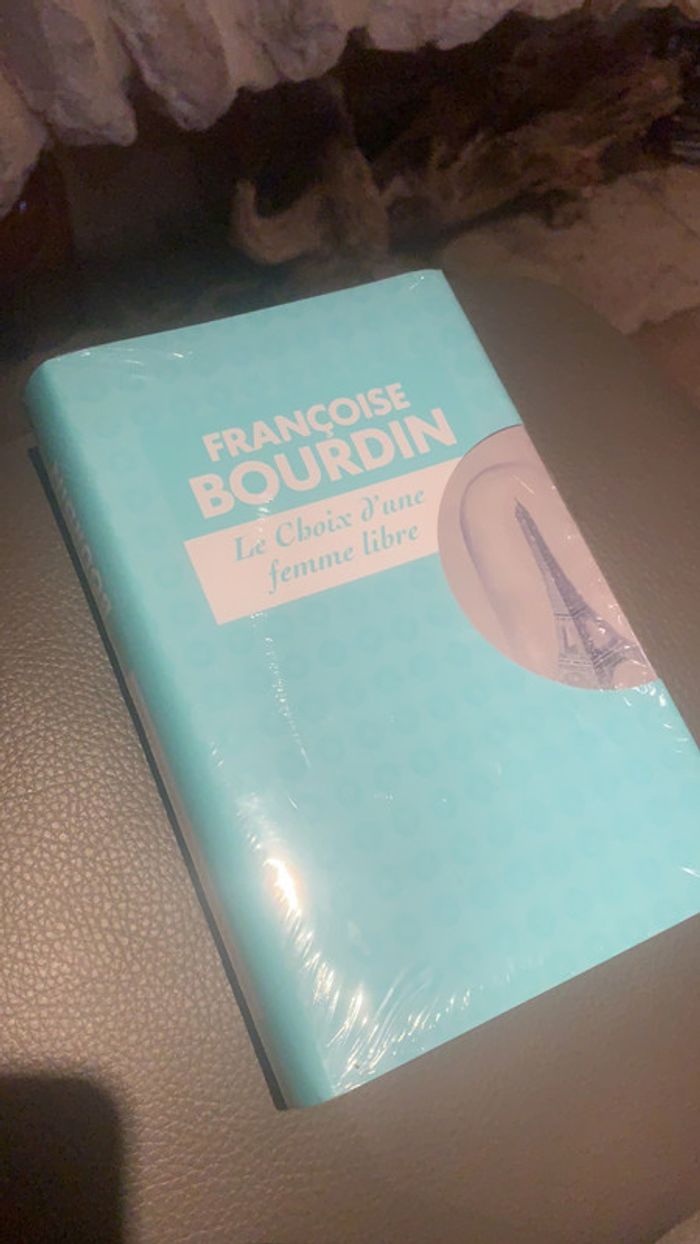 FRANÇOISE
BOURDIN
Le Choix d'une
femme libre